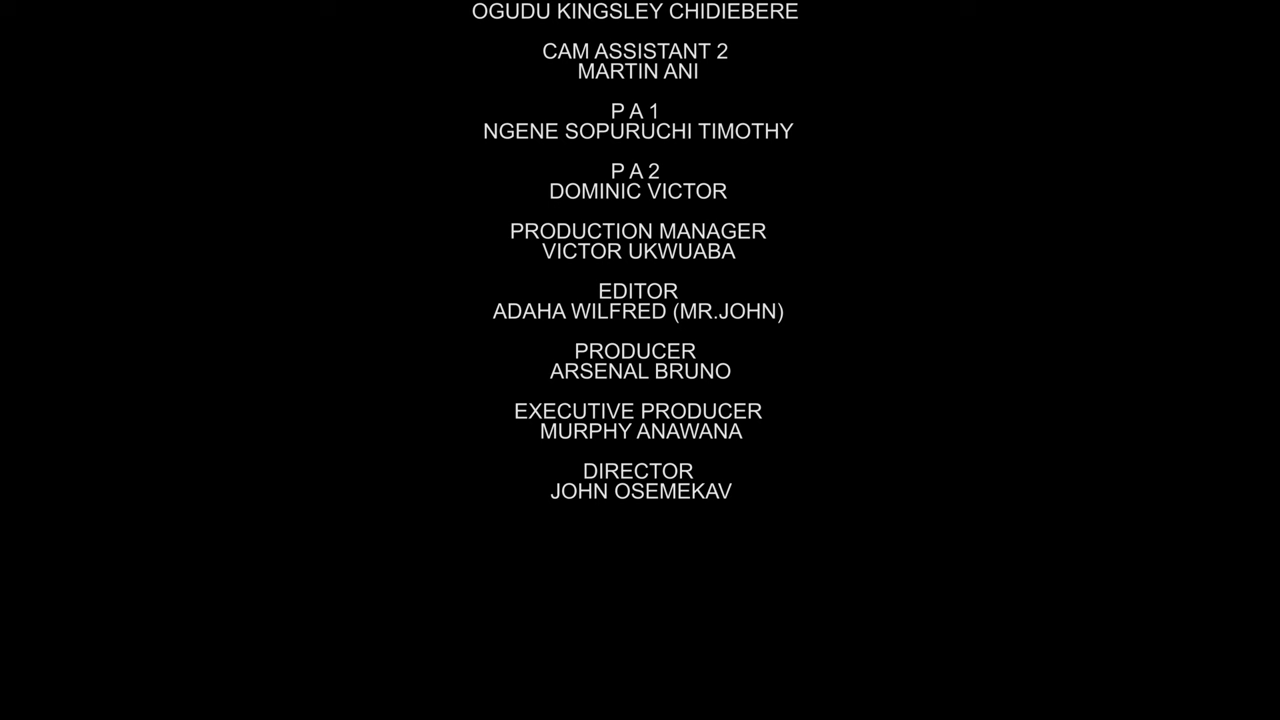 OGUDU KINGSLEY CHIDIEBERE
CAM ASSISTANT 2
MARTIN ANI
P A 1
NGENE SOPURUCHI TIMOTHY
P A 2
DOMINIC VICTOR
PRODUCTION MANAGER
VICTOR UKWUABA
EDITOR
ADAHA WILFRED (MR.JOHN)
PRODUCER
ARSENAL BRUNO
EXECUTIVE PRODUCER
MURPHY ANAWANA
DIRECTOR
JOHN OSEMEKAV